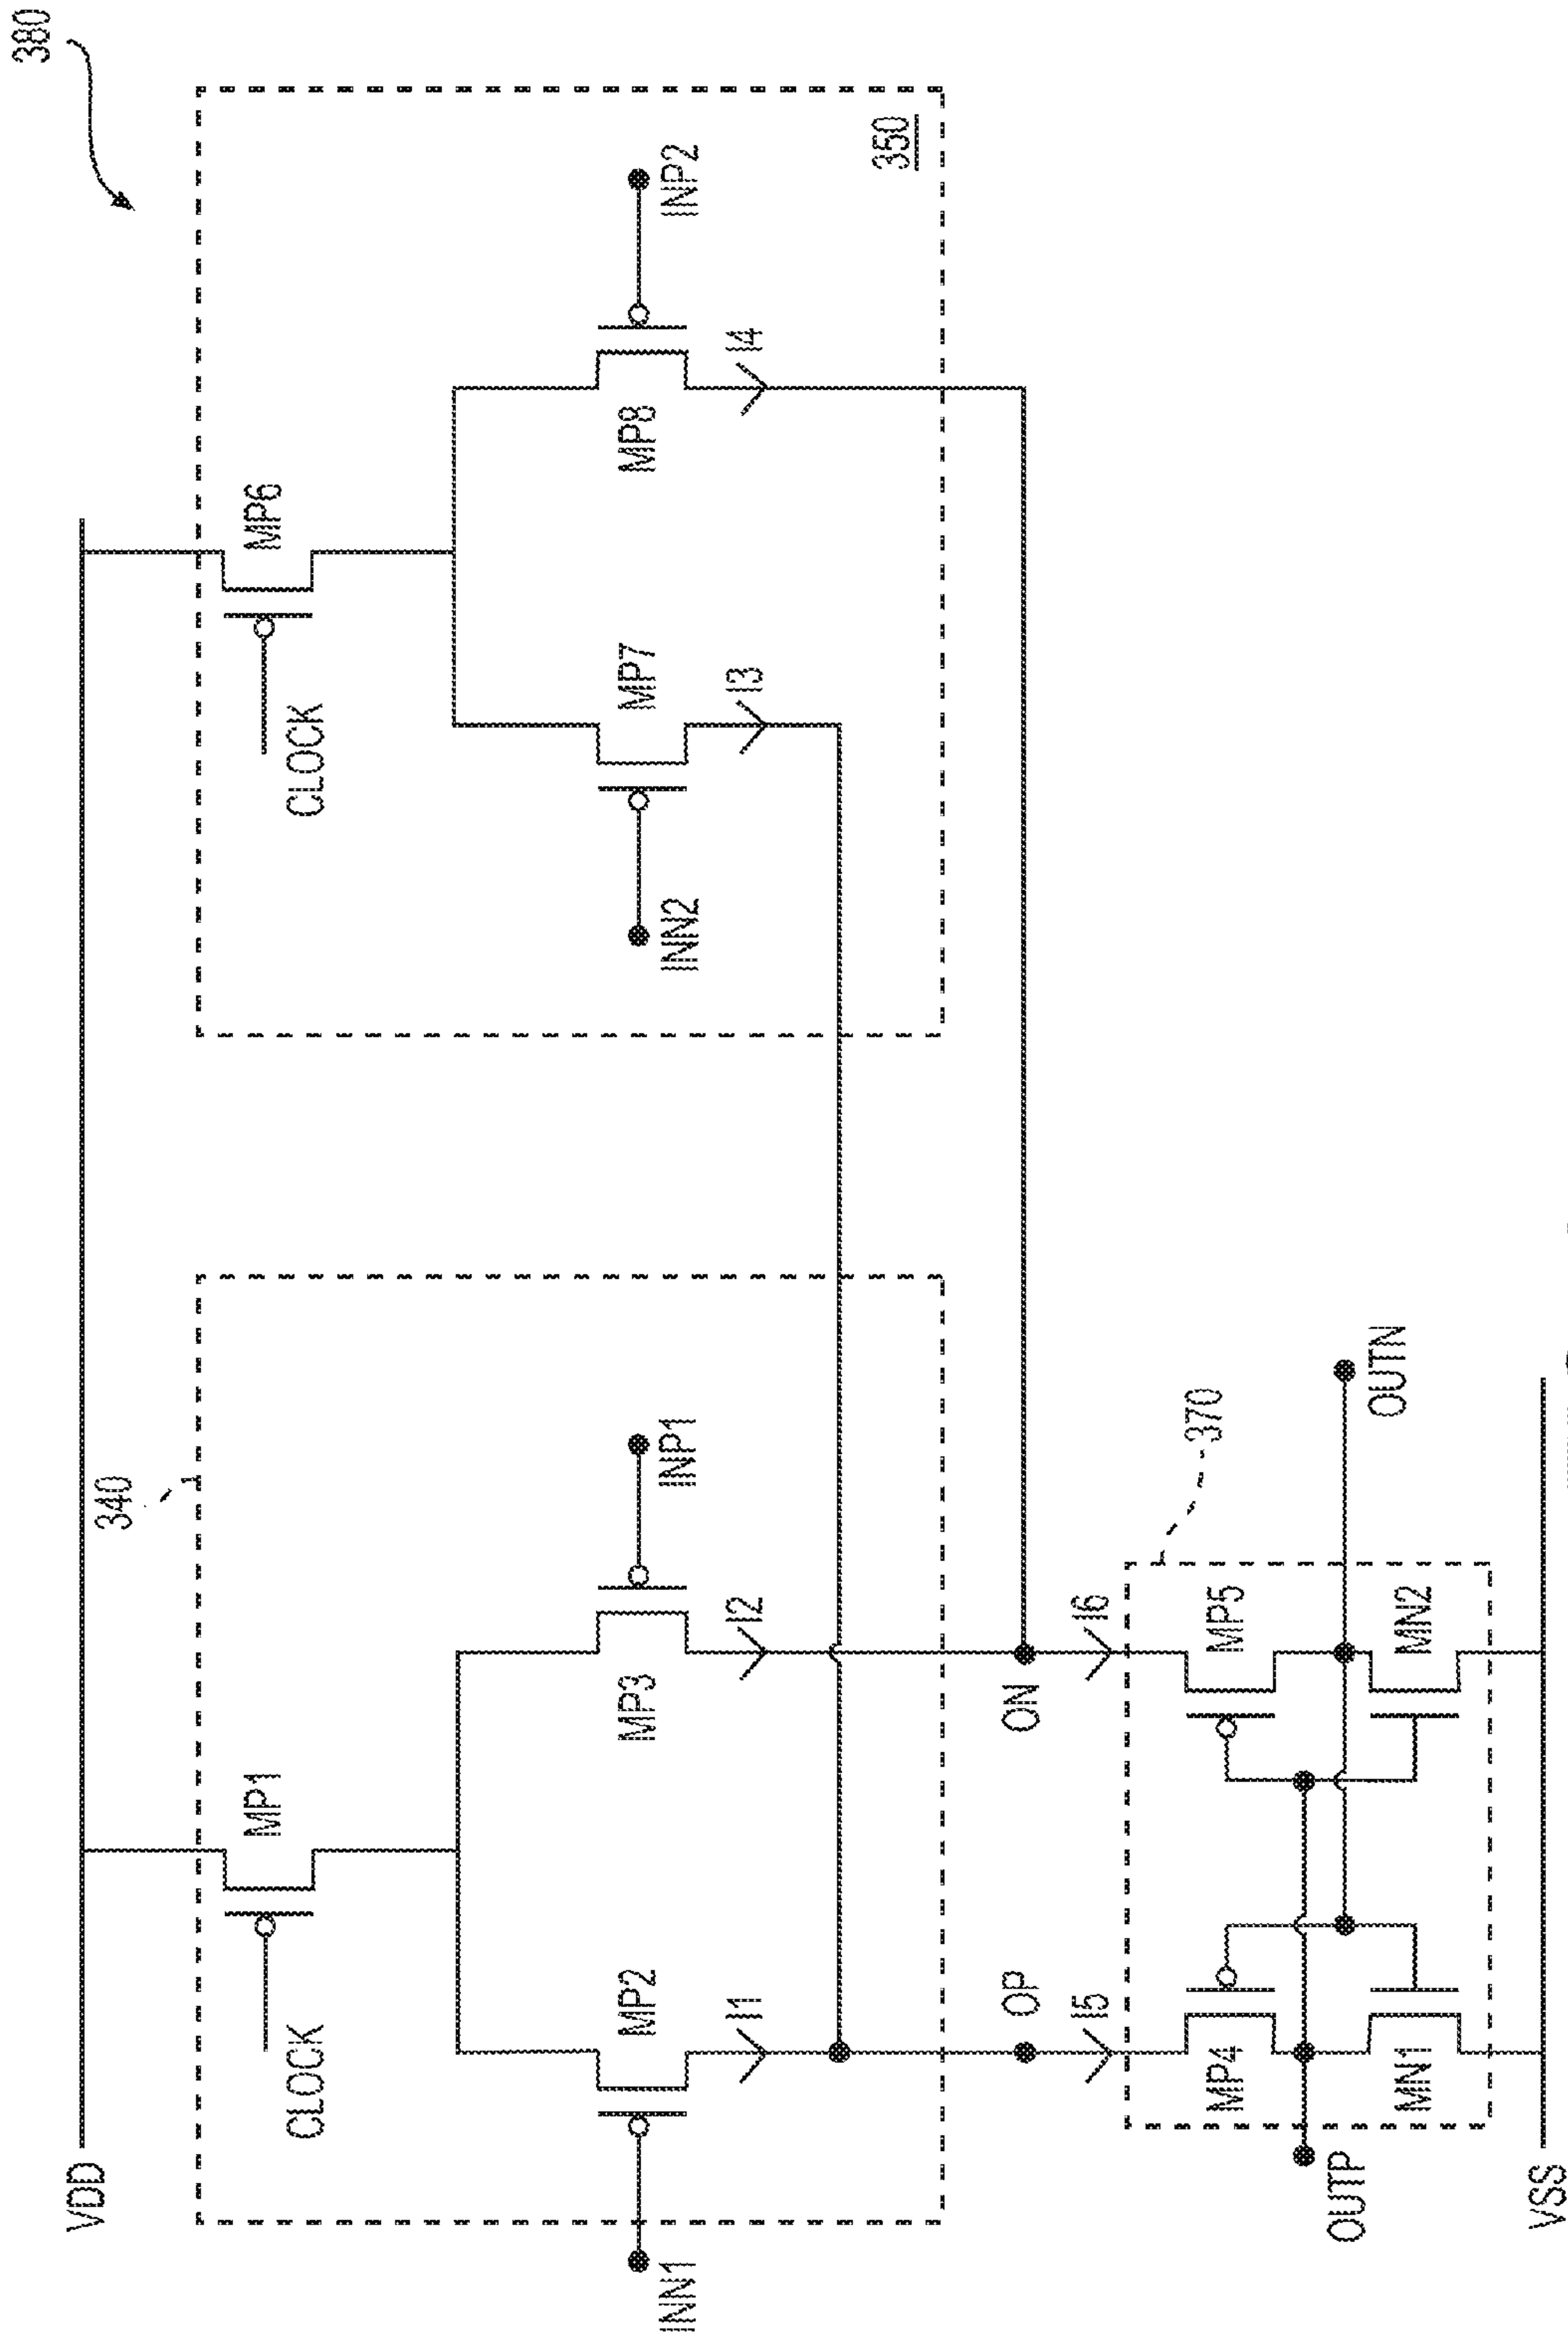 380
VDD
340
MP1
CLOCK
MP6
CLOCK
350
INN1
MP2
MP3
INP1
INN2
MP7
MP8
INP2
I1
I2
I3
I4
OP
ON
I5
I6
370
MP4
MP5
OUTP
OUTN
MN1
MN2
VSS